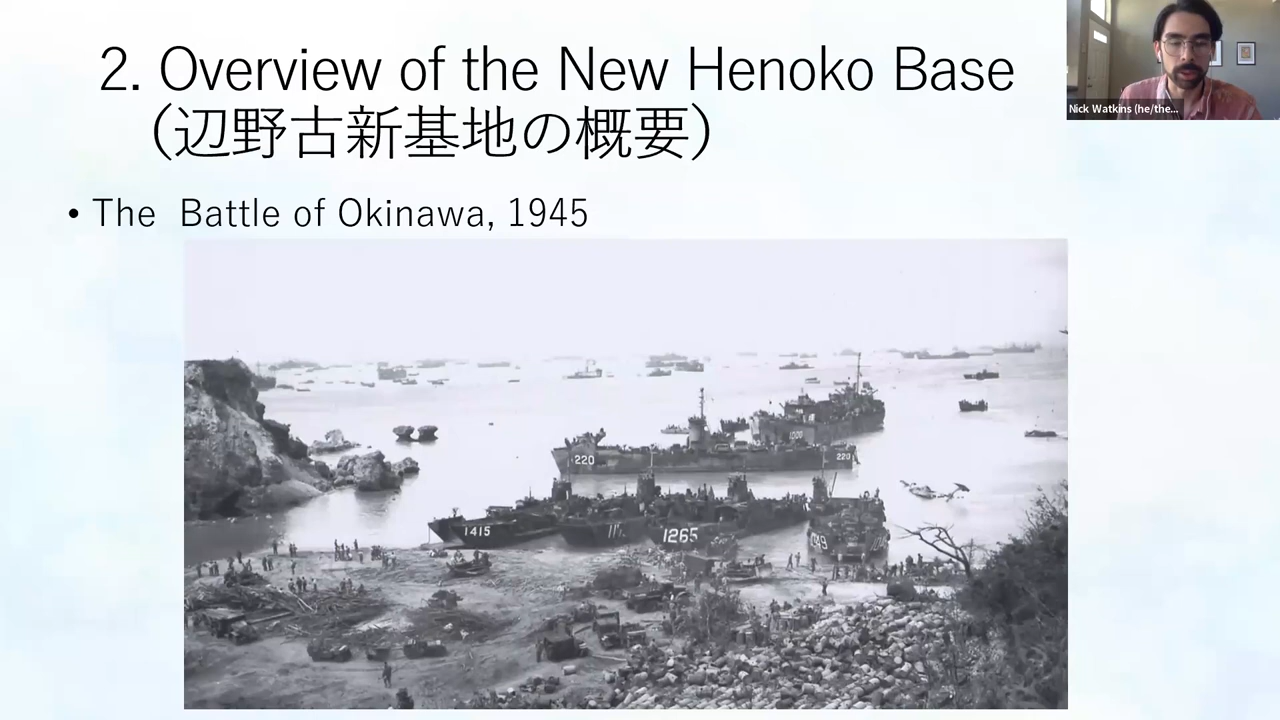 2. Overview of the New Henoko Base
（辺野古新基地の概要）
• The Battle of Okinawa, 1945
Nick Watkins (he/the...
1000
220
220
1415
1265